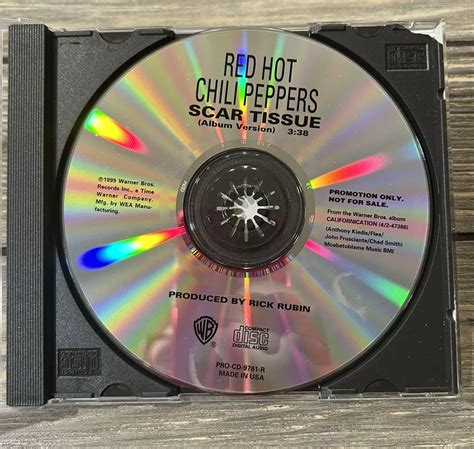 RED HOT
CHILI PEPPERS
SCAR TISSUE
(Album Version) 3:38
©1999 Warner Bros.
Records Inc., a Time
Warner Company.
Mfg. by WEA Manu-
facturing.
PROMOTION ONLY.
NOT FOR SALE.
From the Warner Bros. album
CALIFORNICATION (4/2-47386)
(Anthony Kiedis/Flea/
John Frusciante/Chad Smith)
Moebetoblame Music BMI
PRODUCED BY RICK RUBIN
WB
COMPACT
disc
DIGITAL AUDIO
PRO-CD-9781-R
MADE IN USA